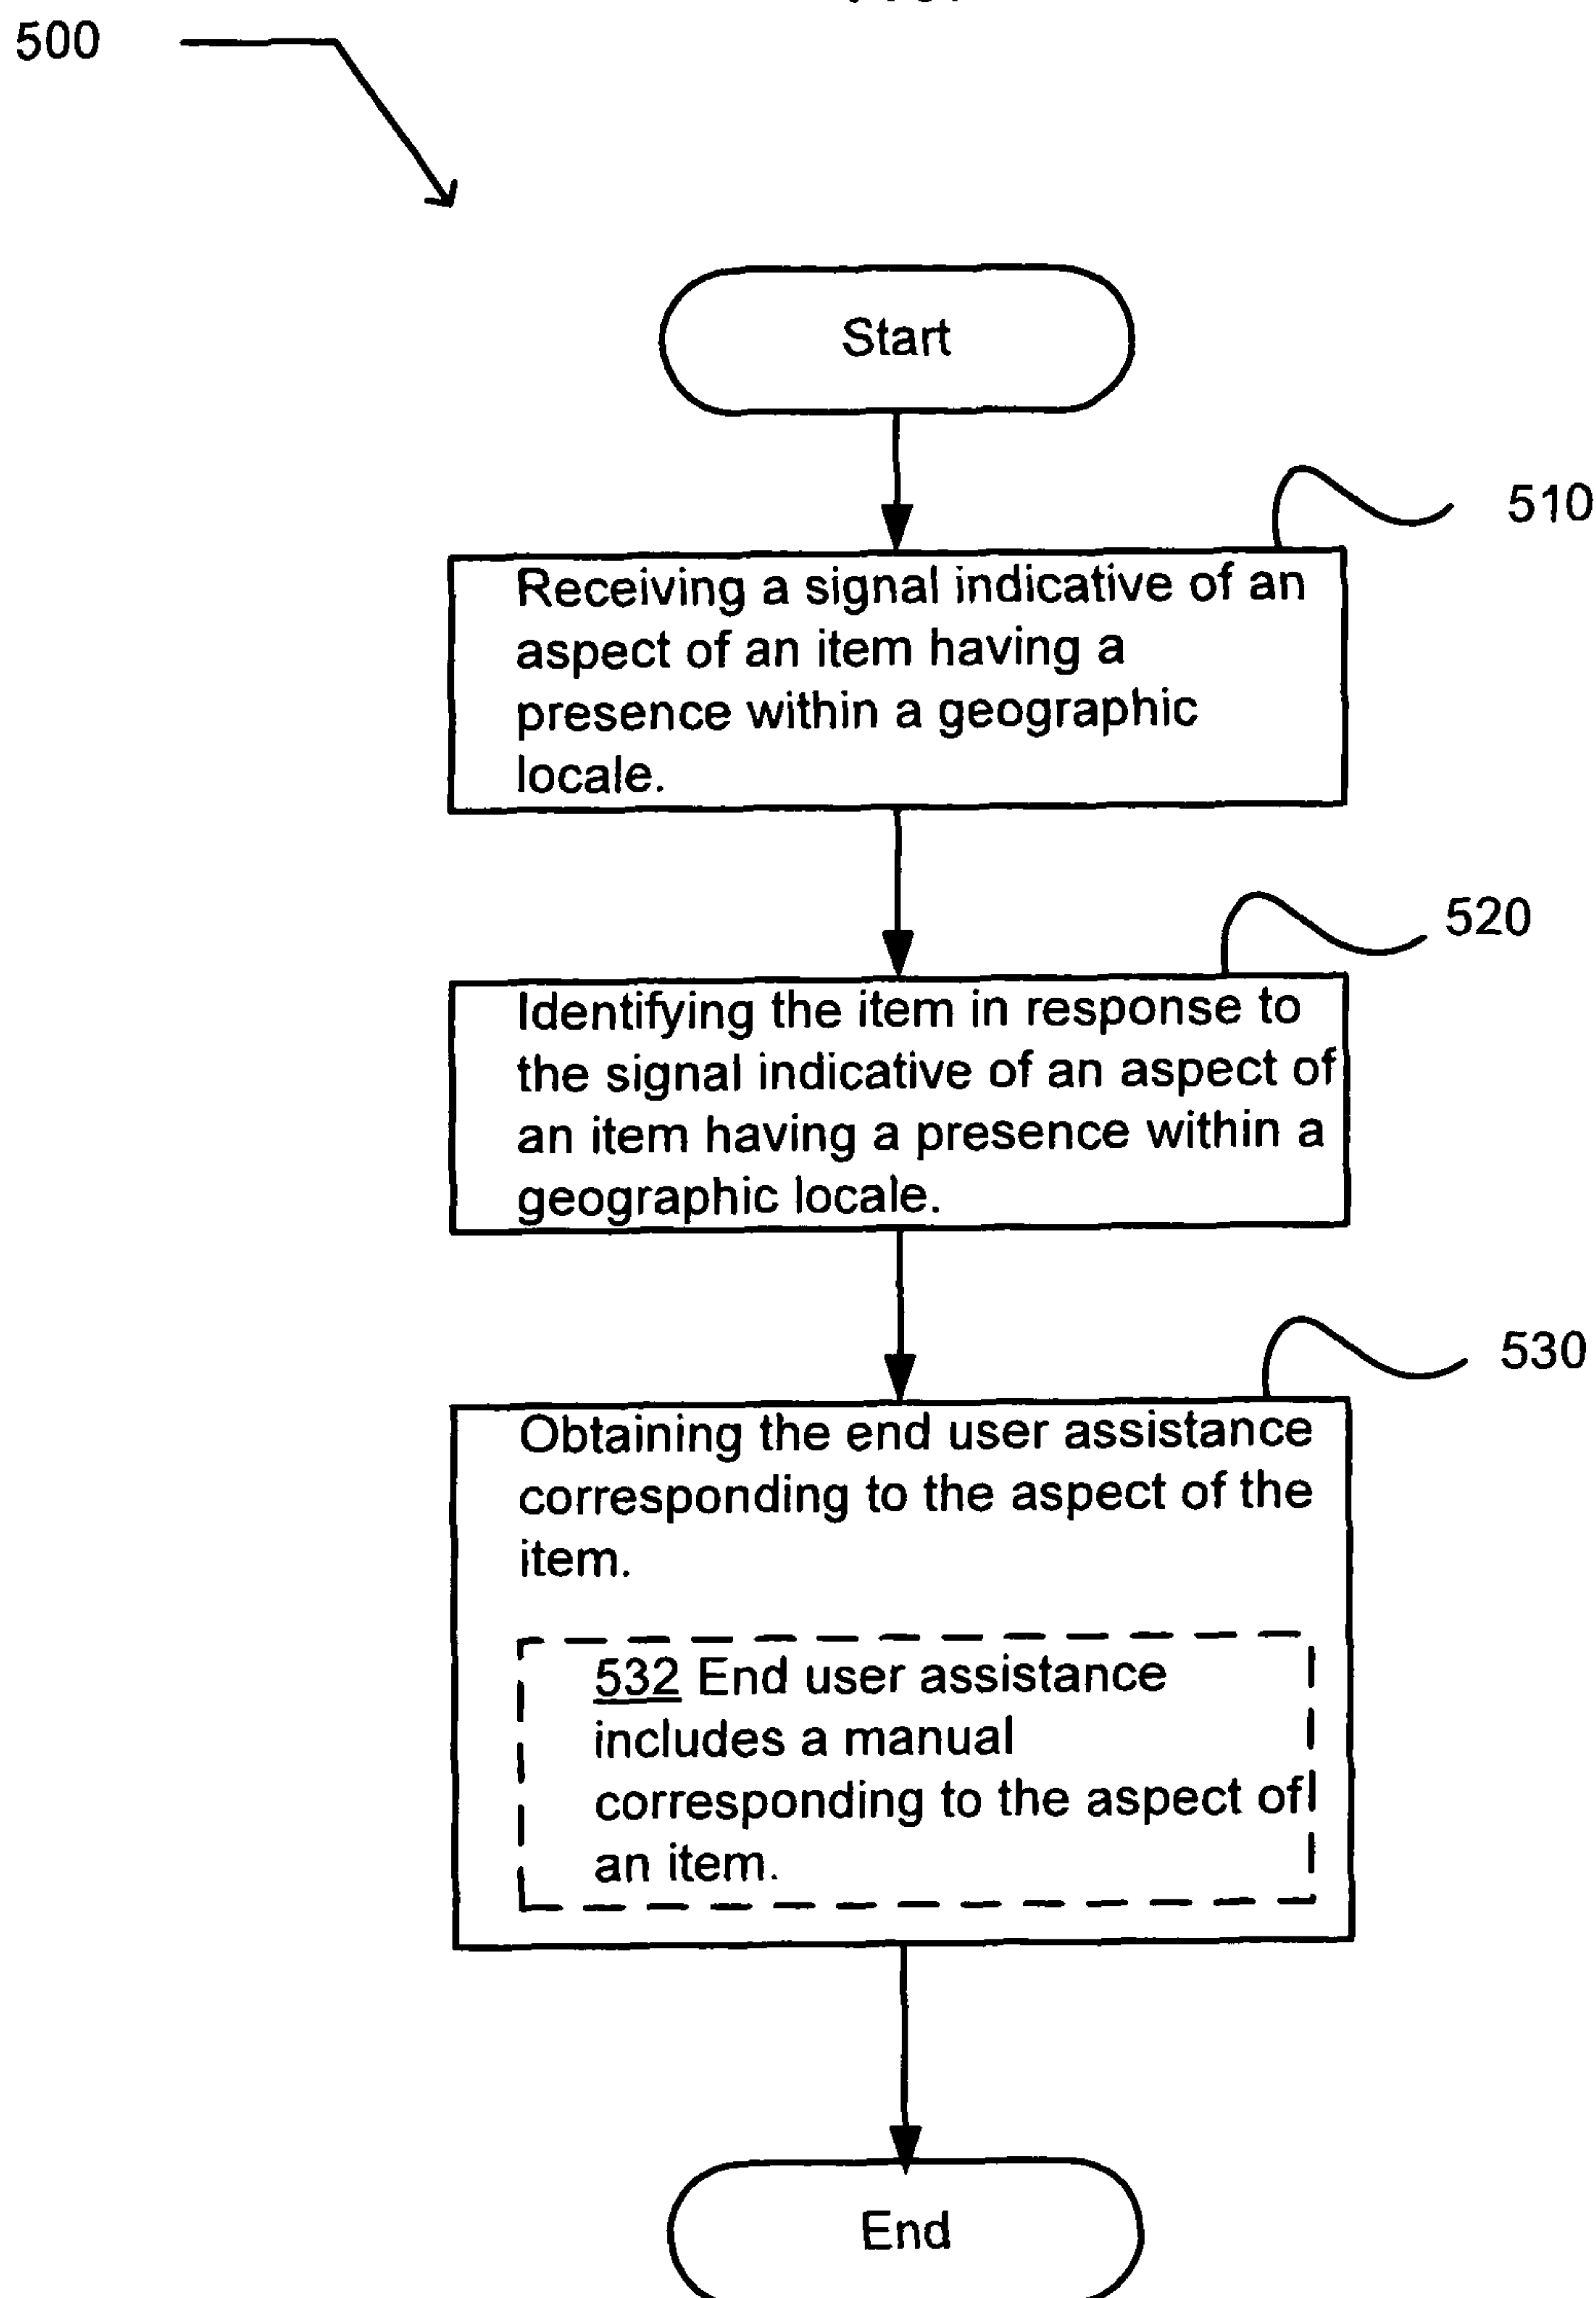 500
Start
510
Receiving a signal indicative of an
aspect of an item having a
presence within a geographic
locale.
520
Identifying the item in response to
the signal indicative of an aspect of
an item having a presence within a
geographic locale.
530
Obtaining the end user assistance
corresponding to the aspect of the
item.
532 End user assistance
includes a manual
corresponding to the aspect of
an item.
End